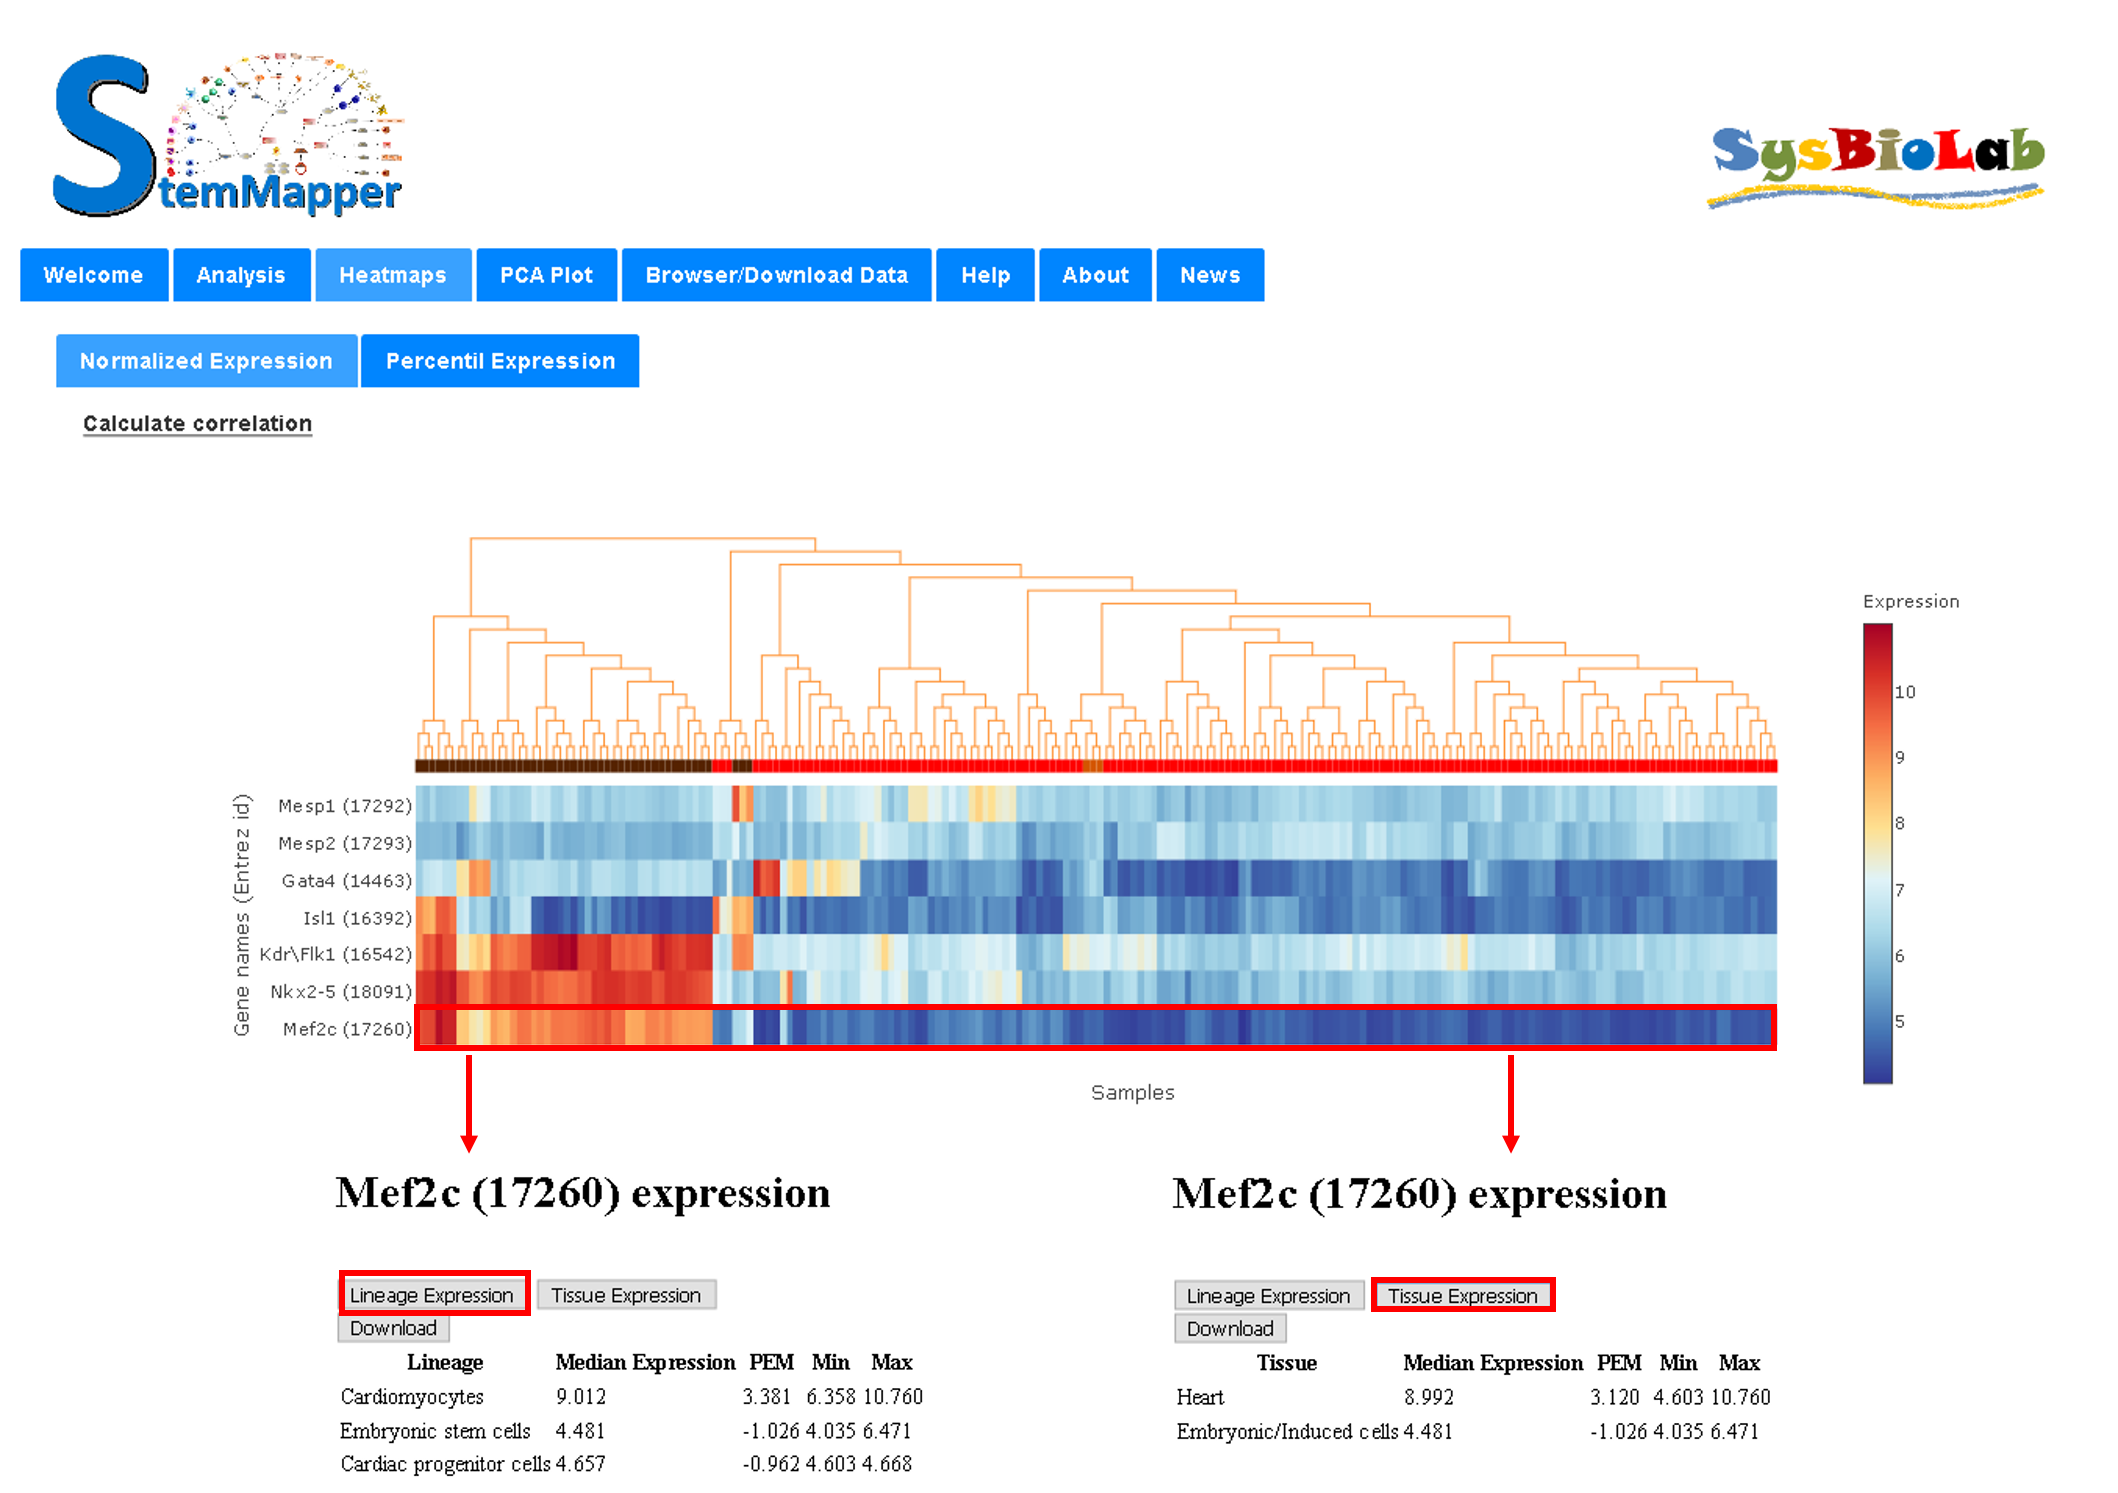 StemMapper
SysBioLab
Welcome Analysis Heatmaps PCA Plot Browser/Download Data Help About News
Normalized Expression Percentil Expression
Calculate correlation
Expression
10
9
8
7
6
5
Gene names (Entrez id)
Mesp1 (17292)
Mesp2 (17293)
Gata4 (14463)
Isl1 (16392)
Kdr\Flk1 (16542)
Nkx2-5 (18091)
Mef2c (17260)
Samples
Mef2c (17260) expression
Lineage Expression Tissue Expression
Download
Lineage Median Expression PEM Min Max
Cardiomyocytes 9.012 3.381 6.358 10.760
Embryonic stem cells 4.481 -1.026 4.035 6.471
Cardiac progenitor cells 4.657 -0.962 4.603 4.668
Mef2c (17260) expression
Lineage Expression Tissue Expression
Download
Tissue Median Expression PEM Min Max
Heart 8.992 3.120 4.603 10.760
Embryonic/Induced cells 4.481 -1.026 4.035 6.471